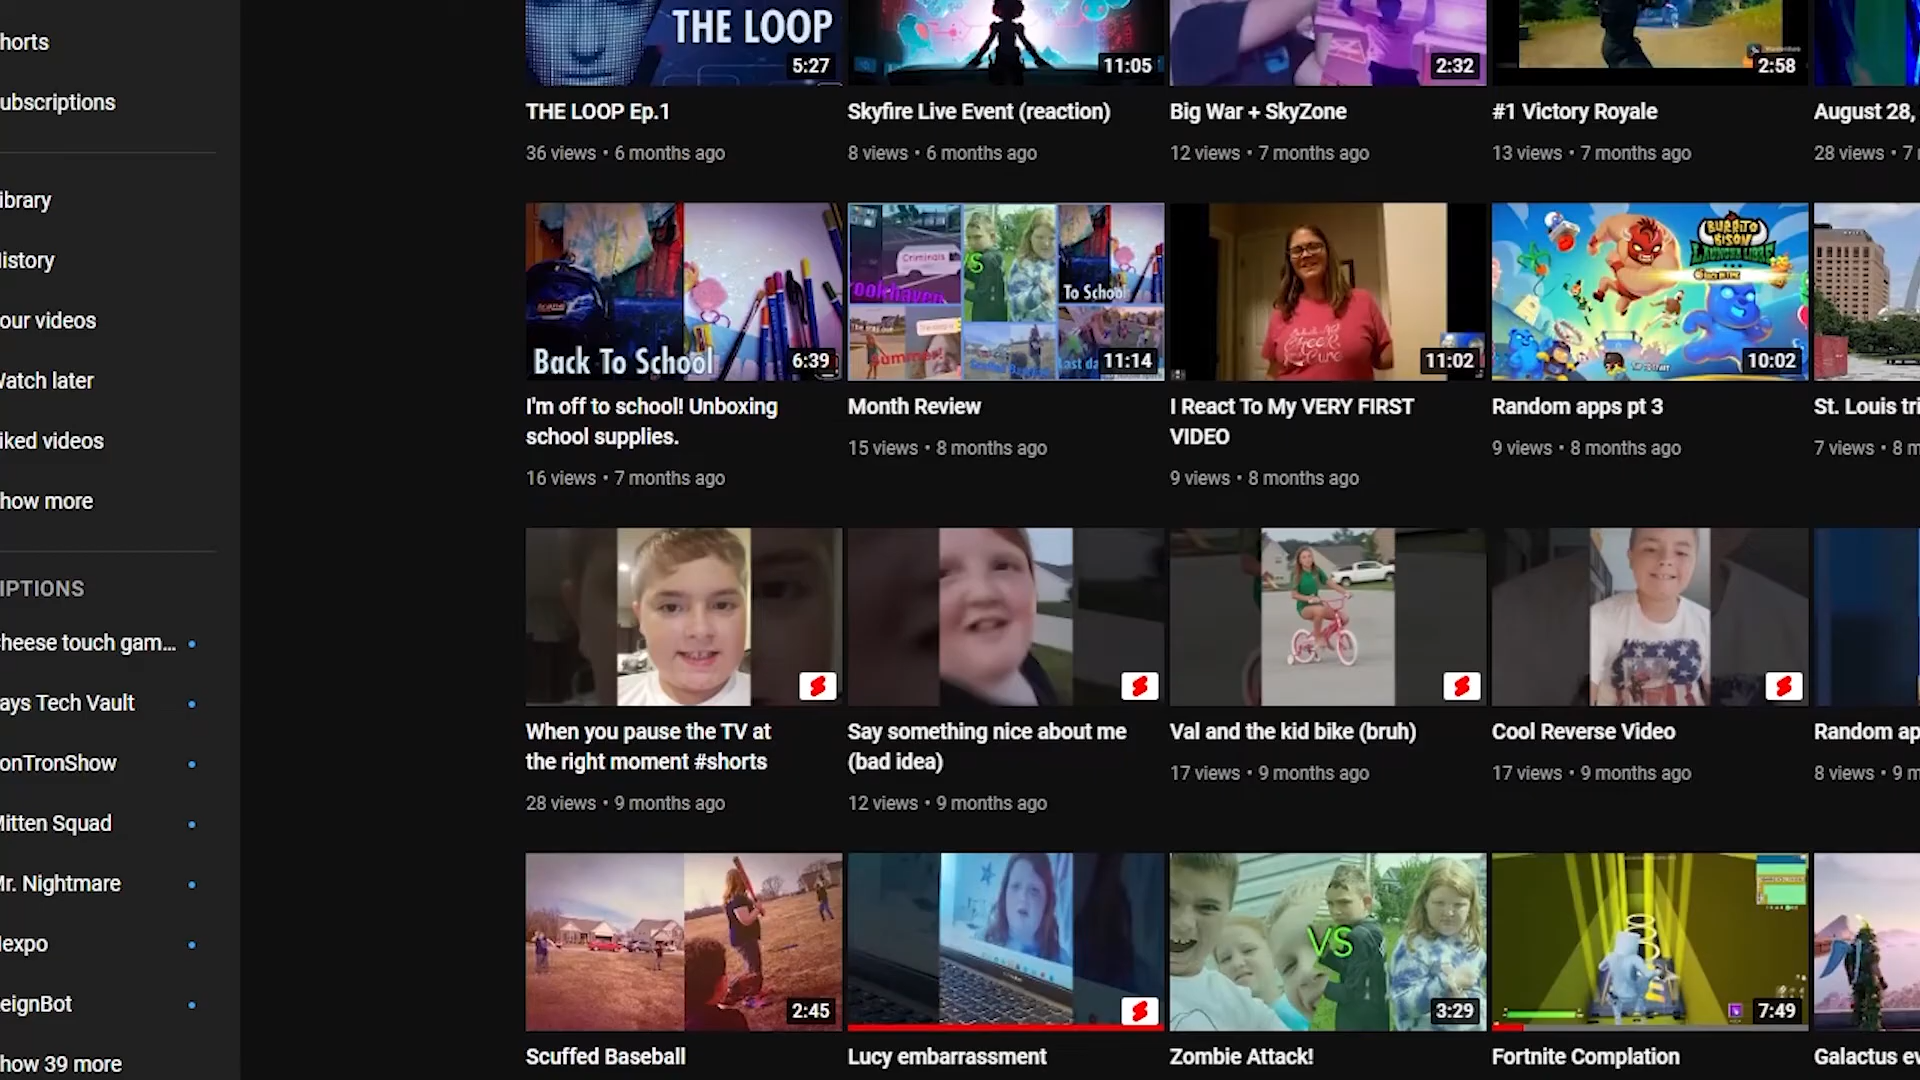 horts
ubscriptions
ibrary
istory
our videos
atch later
iked videos
how more
IPTIONS
heese touch gam...
ays Tech Vault
onTronShow
itten Squad
r. Nightmare
expo
eignBot
how 39 more
THE LOOP
5:27
11:05
2:32
2:58
THE LOOP Ep.1
Skyfire Live Event (reaction)
Big War + SkyZone
#1 Victory Royale
August 28,
36 views • 6 months ago
8 views • 6 months ago
12 views • 7 months ago
13 views • 7 months ago
28 views • 7
Criminals
To School
Back To School
6:39
11:14
11:02
BURRITO
BISON
LAUNCHA LIBRE
10:02
I'm off to school! Unboxing
school supplies.
16 views • 7 months ago
Month Review
15 views • 8 months ago
I React To My VERY FIRST
VIDEO
9 views • 8 months ago
Random apps pt 3
9 views • 8 months ago
St. Louis tri
7 views • 8 m
When you pause the TV at
the right moment #shorts
28 views • 9 months ago
Say something nice about me
(bad idea)
12 views • 9 months ago
Val and the kid bike (bruh)
17 views • 9 months ago
Cool Reverse Video
17 views • 9 months ago
Random ap
8 views • 9 m
2:45
VS
3:29
7:49
Scuffed Baseball
Lucy embarrassment
Zombie Attack!
Fortnite Complation
Galactus ev